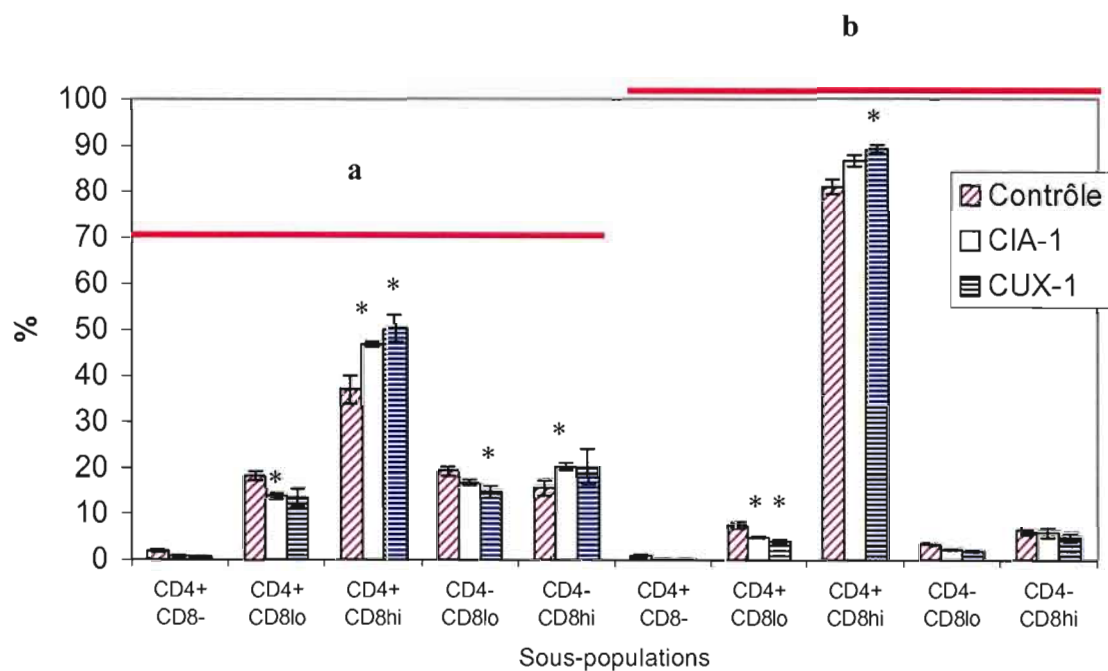 b
100
90
80
70
60
50
40
30
20
10
0
%
a
* * * * * * * * *
Contrôle
CIA-1
CUX-1
CD4+ CD4+ CD4+ CD4- CD4- CD4+ CD4+ CD4+ CD4- CD4-
CD8- CD8lo CD8hi CD8lo CD8hi CD8- CD8lo CD8hi CD8lo CD8hi
Sous-populations